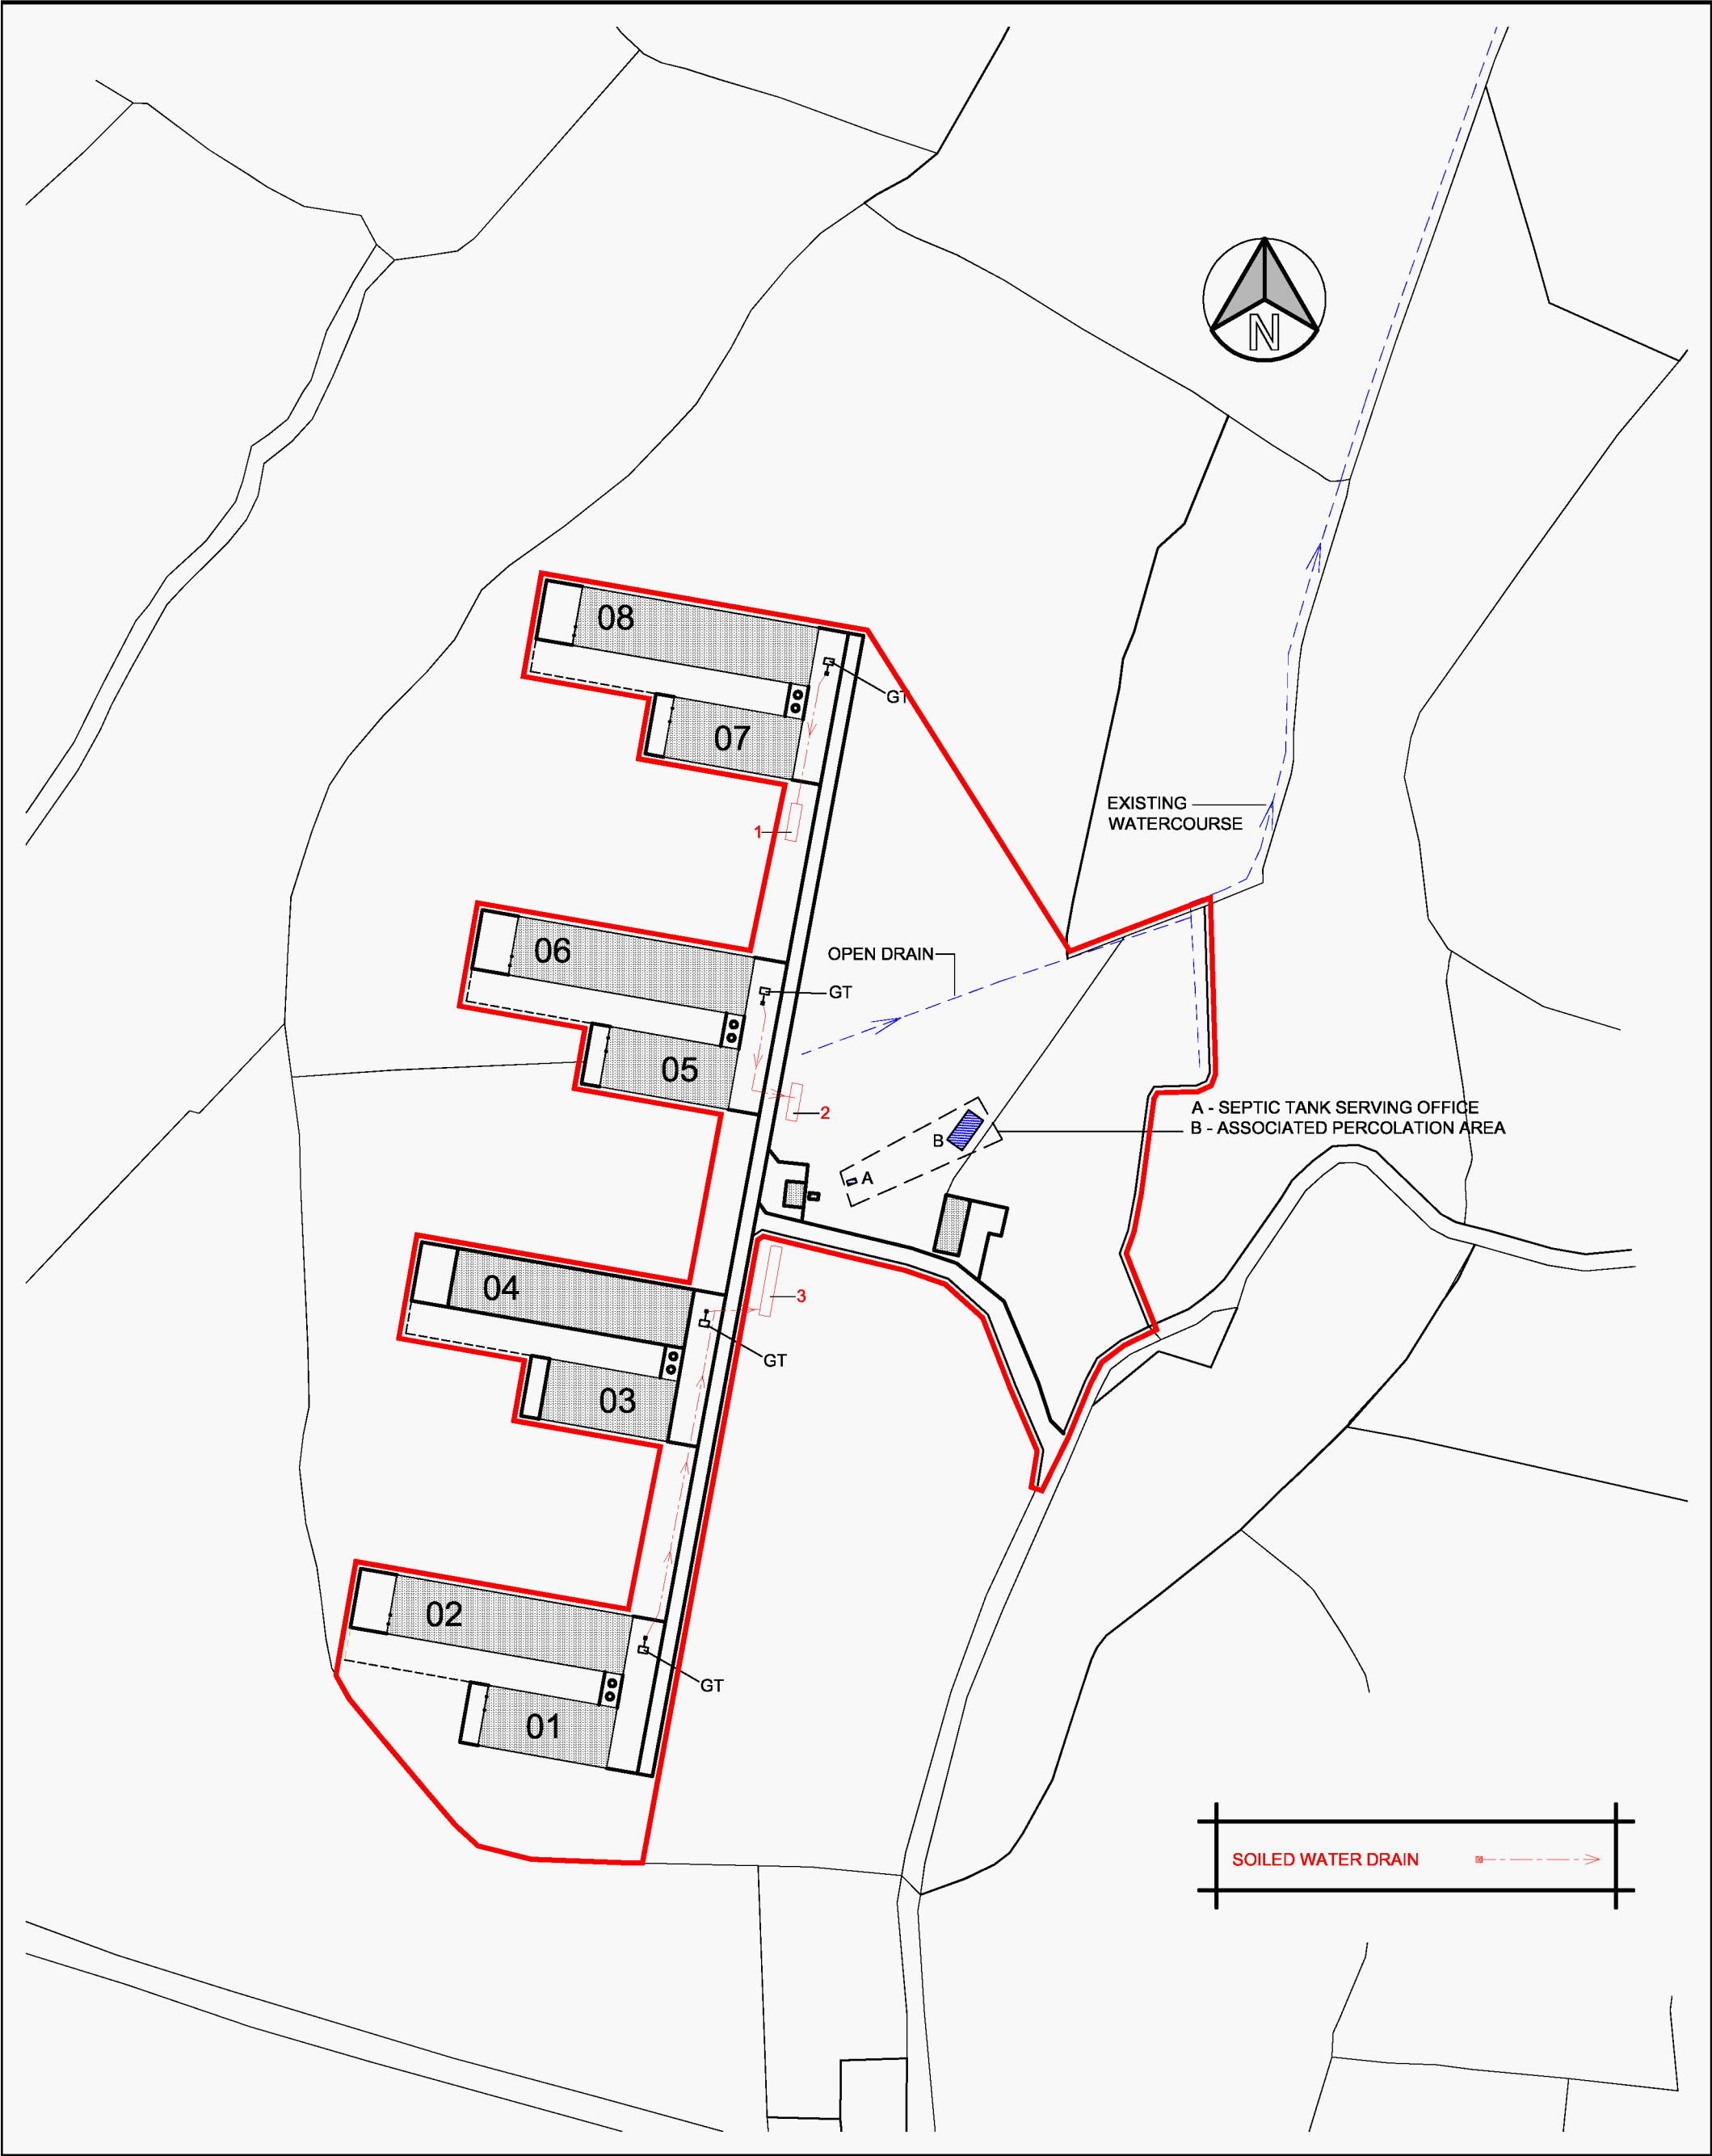 N
08
GT
07
EXISTING
WATERCOURSE
1
06
OPEN DRAIN
GT
05
2
A - SEPTIC TANK SERVING OFFICE
B - ASSOCIATED PERCOLATION AREA
B
A
04
3
GT
03
02
GT
01
SOILED WATER DRAIN